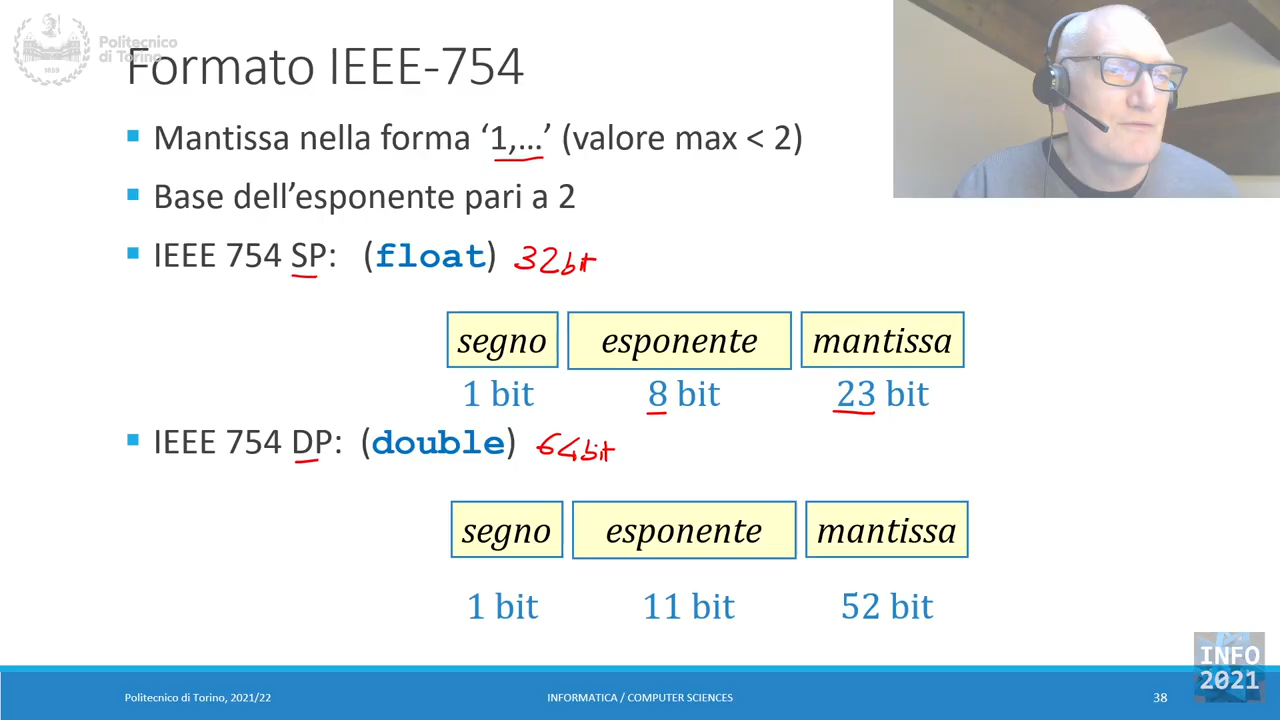 Politecnico
di Torino
1859
Formato IEEE-754
▪ Mantissa nella forma ‘1,…’ (valore max < 2)
▪ Base dell’esponente pari a 2
▪ IEEE 754 SP: (float) 32bit
segno esponente mantissa
1 bit 8 bit 23 bit
▪ IEEE 754 DP: (double) 64bit
segno esponente mantissa
1 bit 11 bit 52 bit
INFO
2021
Politecnico di Torino, 2021/22 INFORMATICA / COMPUTER SCIENCES 38